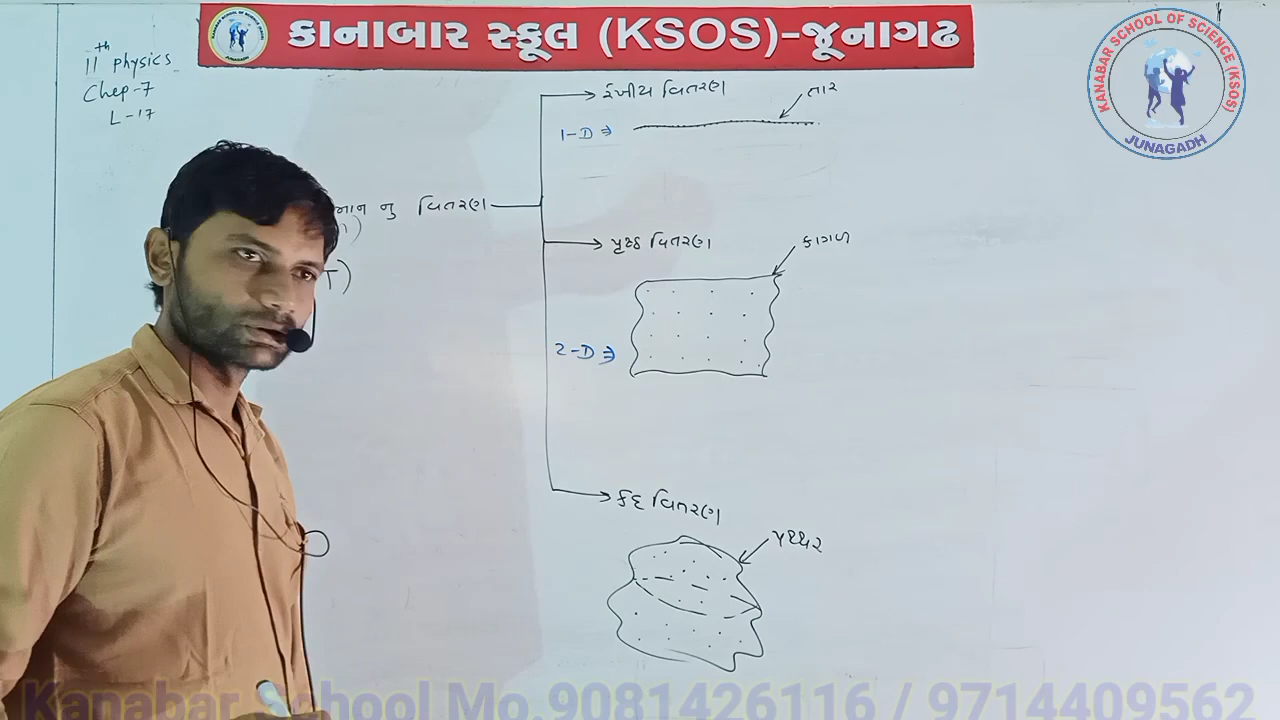 કાનાબાર સ્કૂલ (KSOS)-જૂનાગઢ
KANABAR SCHOOL OF SCIENCE (KSOS)
JUNAGADH
11th physics
Chep-7
L-17
રેખીય વિતરણ
તાર
1-D ⇒
નુ વિતરણ
પૃષ્ઠ વિતરણ
કાગળ
2-D ⇒
કદ વિતરણ
પથ્થર
Kanabar School Mo.9081426116 / 9714409562